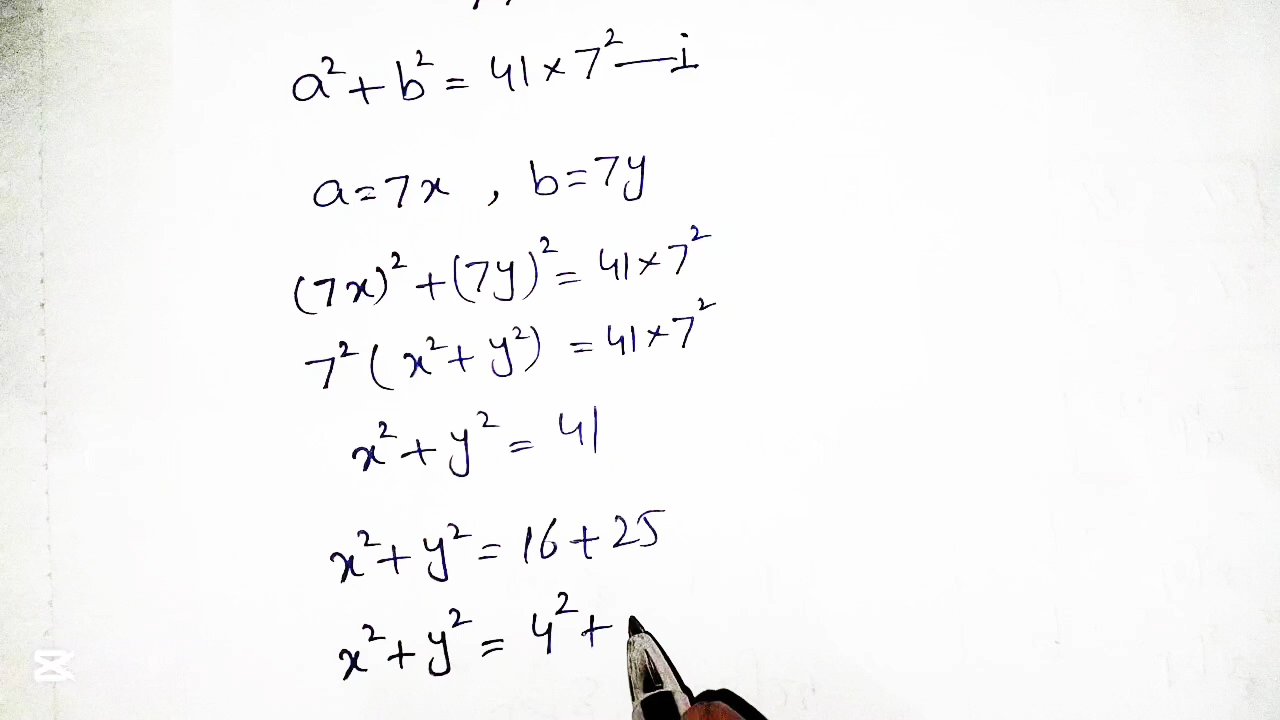 a² + b² = 41 × 7² — i
a = 7x , b = 7y
(7x)² + (7y)² = 41 × 7²
7² ( x² + y² ) = 41 × 7²
x² + y² = 41
x² + y² = 16 + 25
x² + y² = 4² +